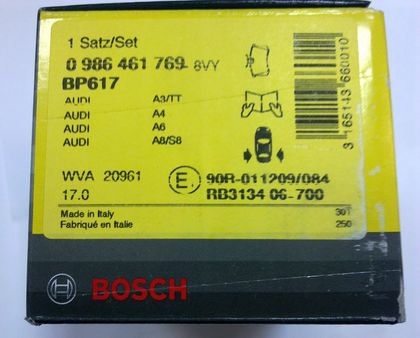 1 Satz/Set
0 986 461 769- 8VY
BP617
AUDI A3/TT
AUDI A4
AUDI A6
AUDI A8/S8
WVA 20961
17.0
E1
90R-011209/084
RB3134 06-700
Made in Italy 301
Fabriqué en Italie 250
3 165143 660010
BOSCH